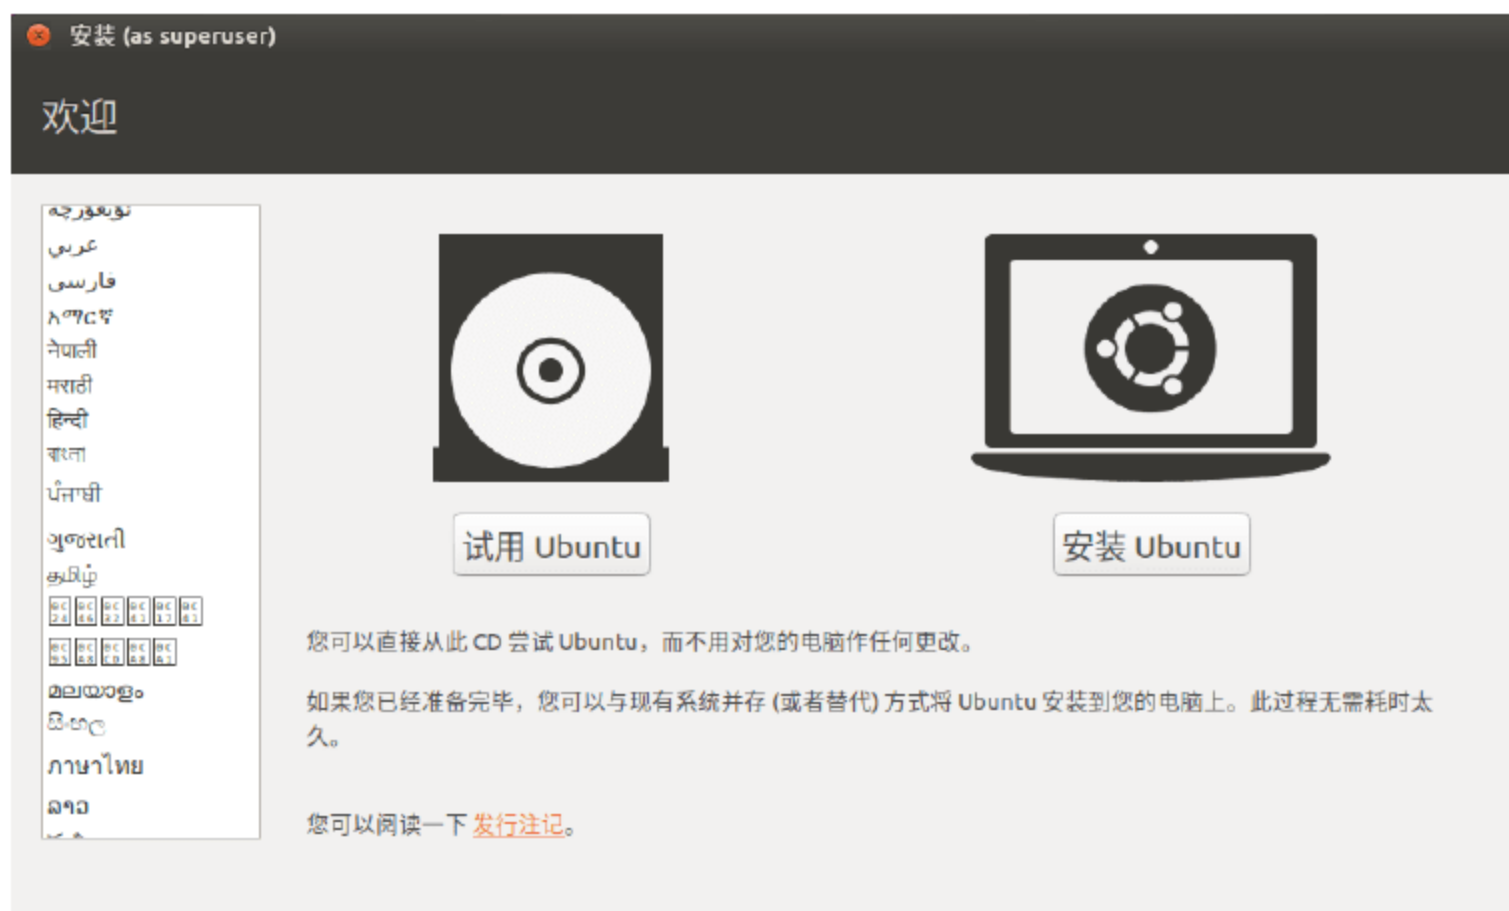 安装 (as superuser)
欢迎
ئۇيغۇرچە
عربي
فارسی
አማርኛ
नेपाली
मराठी
हिन्दी
বাংলা
ਪੰਜਾਬੀ
ગુજરાતી
தமிழ்
മലയാളം
සිංහල
ภาษาไทย
ລາວ
试用 Ubuntu
安装 Ubuntu
您可以直接从此 CD 尝试 Ubuntu，而不用对您的电脑作任何更改。
如果您已经准备完毕，您可以与现有系统并存 (或者替代) 方式将 Ubuntu 安装到您的电脑上。此过程无需耗时太
久。
您可以阅读一下 发行注记。